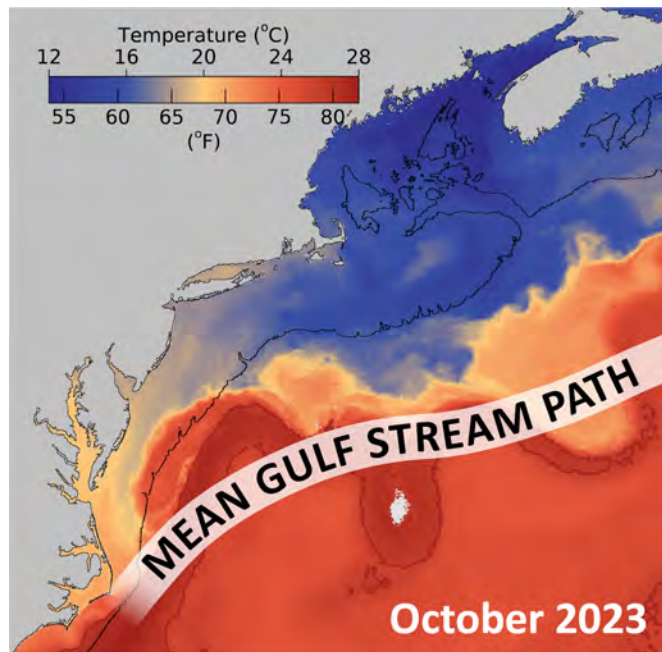 Temperature (°C)
12 16 20 24 28
55 60 65 70 75 80
(°F)
MEAN GULF STREAM PATH
October 2023